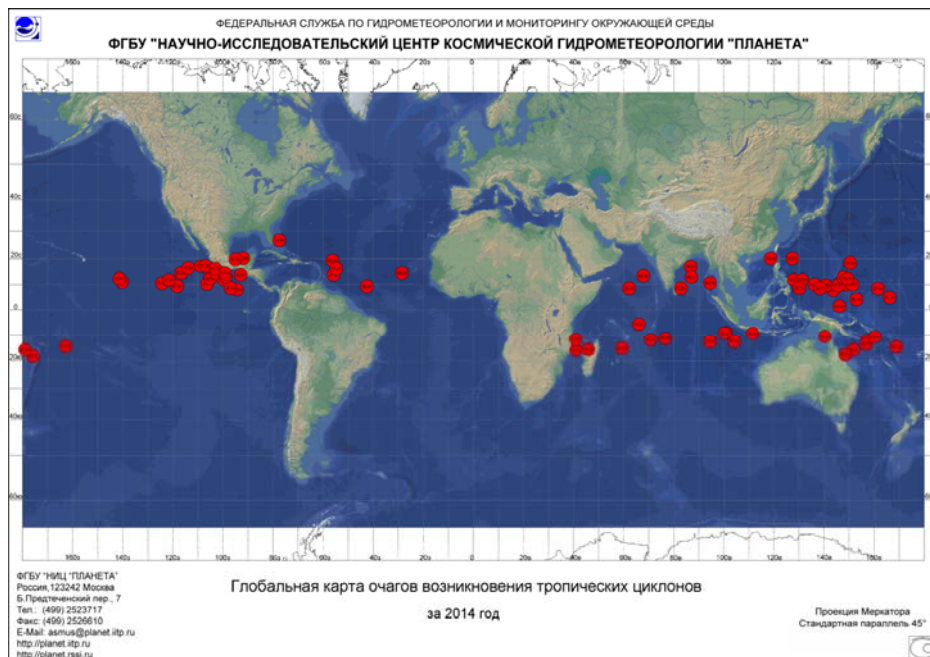 ФЕДЕРАЛЬНАЯ СЛУЖБА ПО ГИДРОМЕТЕОРОЛОГИИ И МОНИТОРИНГУ ОКРУЖАЮЩЕЙ СРЕДЫ
ФГБУ "НАУЧНО-ИССЛЕДОВАТЕЛЬСКИЙ ЦЕНТР КОСМИЧЕСКОЙ ГИДРОМЕТЕОРОЛОГИИ "ПЛАНЕТА"
Глобальная карта очагов возникновения тропических циклонов
за 2014 год
ФГБУ "НИЦ "ПЛАНЕТА"
Россия,123242 Москва
Б.Предтеченский пер., 7
Тел.: (499) 2523717
Факс: (499) 2526610
E-Mail: asmus@planet.iitp.ru
http://planet.iitp.ru
http://planet.rssi.ru
Проекция Меркатора
Стандартная параллель 45°